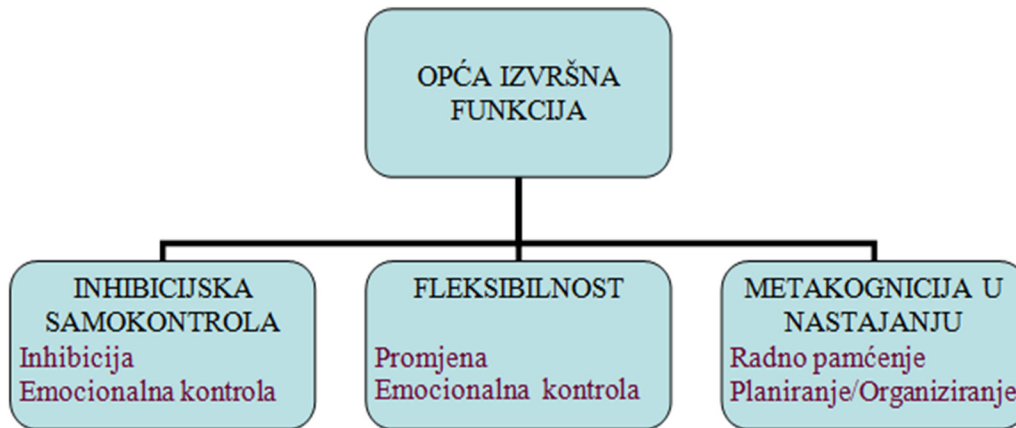 OPĆA IZVRŠNA
FUNKCIJA
INHIBICIJSKA
SAMOKONTROLA
Inhibicija
Emocionalna kontrola
FLEKSIBILNOST
Promjena
Emocionalna kontrola
METAKOGNICIJA U
NASTAJANJU
Radno pamćenje
Planiranje/Organiziranje